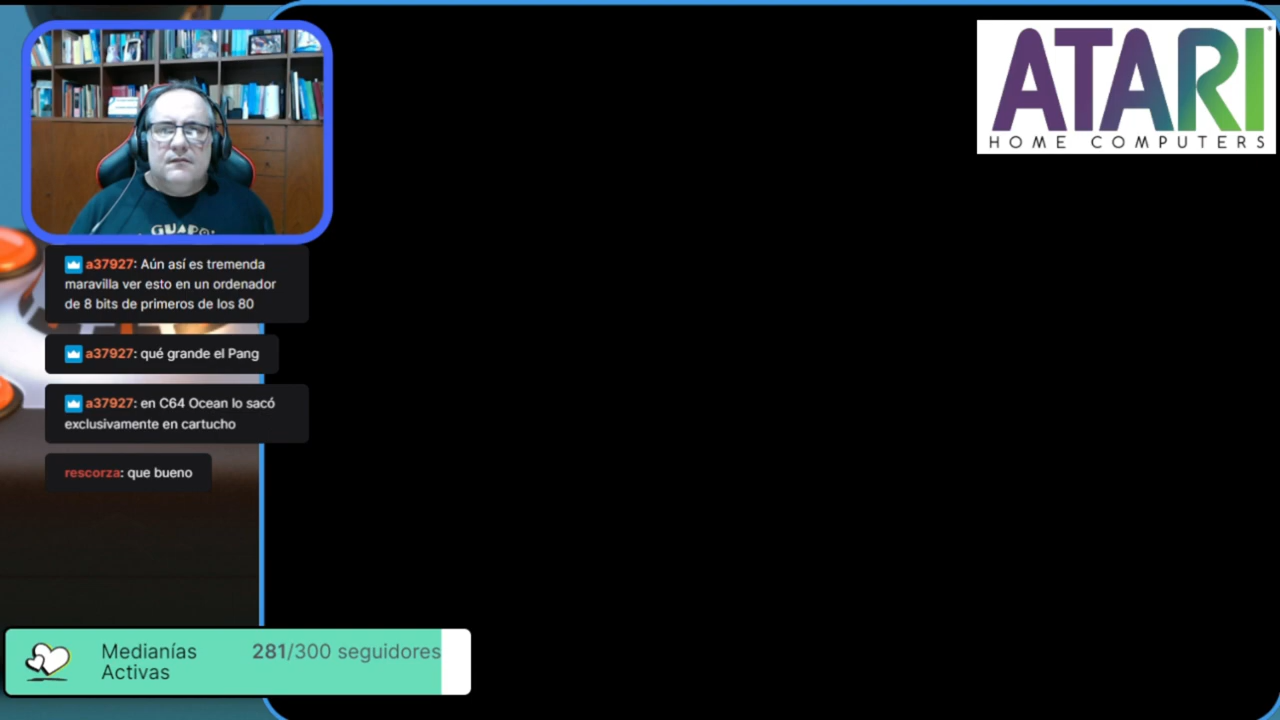 ATARI
HOME COMPUTERS
GUAPO
a37927: Aún así es tremenda
maravilla ver esto en un ordenador
de 8 bits de primeros de los 80
a37927: qué grande el Pang
a37927: en C64 Ocean lo sacó
exclusivamente en cartucho
rescorza: que bueno
Medianías
Activas
281/300 seguidores